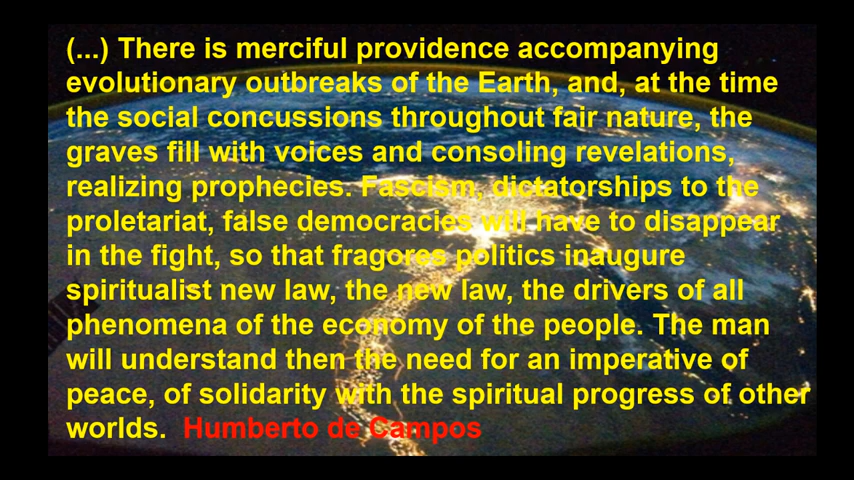 (...) There is merciful providence accompanying
evolutionary outbreaks of the Earth, and, at the time
the social concussions throughout fair nature, the
graves fill with voices and consoling revelations,
realizing prophecies. Fascism, dictatorships to the
proletariat, false democracies will have to disappear
in the fight, so that fragores politics inaugure
spiritualist new law, the new law, the drivers of all
phenomena of the economy of the people. The man
will understand then the need for an imperative of
peace, of solidarity with the spiritual progress of other
worlds. Humberto de Campos